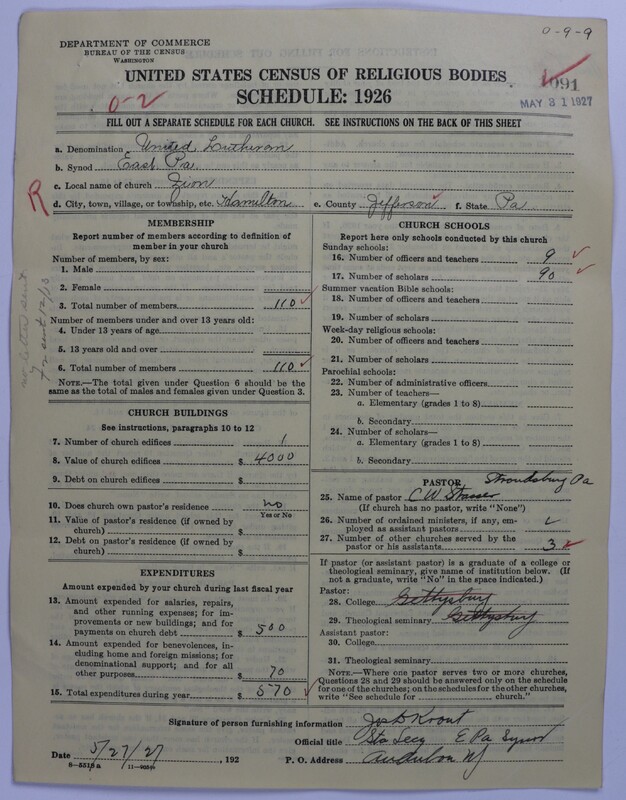 0-9-9
DEPARTMENT OF COMMERCE
BUREAU OF THE CENSUS
WASHINGTON
UNITED STATES CENSUS OF RELIGIOUS BODIES
SCHEDULE: 1926
0-2
091
MAY 31 1927
FILL OUT A SEPARATE SCHEDULE FOR EACH CHURCH. SEE INSTRUCTIONS ON THE BACK OF THIS SHEET
a. Denomination United Lutheran
b. Synod East Pa
c. Local name of church Zion
R
d. City, town, village, or township, etc. Hamilton e. County Jefferson f. State Pa
MEMBERSHIP
Report number of members according to definition of
member in your church
Number of members, by sex:
1. Male
2. Female
3. Total number of members 110
Number of members under and over 13 years old:
4. Under 13 years of age
5. 13 years old and over
6. Total number of members 110
NOTE.—The total given under Question 6 should be the
same as the total of males and females given under Question 3.
no letter sent
CHURCH BUILDINGS
See instructions, paragraphs 10 to 12
7. Number of church edifices 1
8. Value of church edifices $ 4000
9. Debt on church edifices $
10. Does church own pastor's residence? no
Yes or No
11. Value of pastor's residence (if owned by
church) $
12. Debt on pastor's residence (if owned by
church) $
EXPENDITURES
Amount expended by your church during last fiscal year
13. Amount expended for salaries, repairs,
and other running expenses; for im-
provements or new buildings; and for
payments on church debt $ 500
14. Amount expended for benevolences, in-
cluding home and foreign missions; for
denominational support; and for all
other purposes $ 70
15. Total expenditures during year $ 570
CHURCH SCHOOLS
Report here only schools conducted by this church
Sunday schools:
16. Number of officers and teachers 9
17. Number of scholars 90
Summer vacation Bible schools:
18. Number of officers and teachers
19. Number of scholars
Week-day religious schools:
20. Number of officers and teachers
21. Number of scholars
Parochial schools:
22. Number of administrative officers
23. Number of teachers—
a. Elementary (grades 1 to 8)
b. Secondary
24. Number of scholars—
a. Elementary (grades 1 to 8)
b. Secondary
PASTOR Stroudsburg Pa
25. Name of pastor C W Strasser
(If church has no pastor, write "None")
26. Number of ordained ministers, if any, em-
ployed as assistant pastors
27. Number of other churches served by the
pastor or his assistants 3
If pastor (or assistant pastor) is a graduate of a college or
theological seminary, give name of institution below. (If
not a graduate, write "No" in the space indicated.)
Pastor:
28. College Gettysburg
29. Theological seminary Gettysburg
Assistant pastor:
30. College
31. Theological seminary
NOTE.—Where one pastor serves two or more churches,
Questions 28 and 29 should be answered only on the schedule
for one of the churches; on the schedules for the other churches,
write "See schedule for church."
Signature of person furnishing information Jos D Krout
Official title Sta Secy E Pa Synod
Date 5/27/27, 192 P. O. Address Audubon NJ
8—5518 a